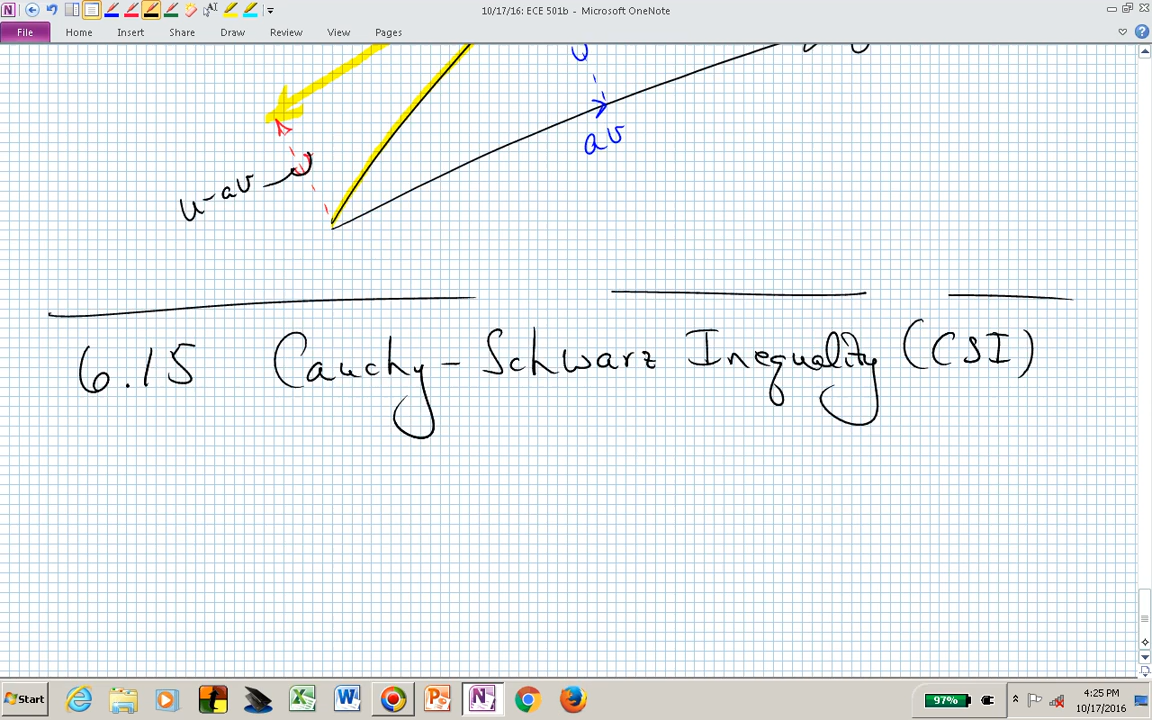 10/17/16: ECE 501b - Microsoft OneNote
File Home Insert Share Draw Review View Pages
av
u-av
6.15 Cauchy-Schwarz Inequality (CSI)
Start
97%
4:25 PM
10/17/2016